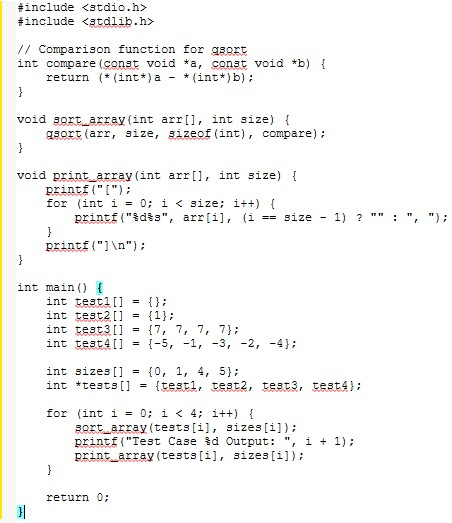 #include <stdio.h>
#include <stdlib.h>

// Comparison function for qsort
int compare(const void *a, const void *b) {
    return (*(int*)a - *(int*)b);
}

void sort_array(int arr[], int size) {
    qsort(arr, size, sizeof(int), compare);
}

void print_array(int arr[], int size) {
    printf("[");
    for (int i = 0; i < size; i++) {
        printf("%d%s", arr[i], (i == size - 1) ? "" : ", ");
    }
    printf("]\n");
}

int main() {
    int test1[] = {};
    int test2[] = {1};
    int test3[] = {7, 7, 7, 7};
    int test4[] = {-5, -1, -3, -2, -4};

    int sizes[] = {0, 1, 4, 5};
    int *tests[] = {test1, test2, test3, test4};

    for (int i = 0; i < 4; i++) {
        sort_array(tests[i], sizes[i]);
        printf("Test Case %d Output: ", i + 1);
        print_array(tests[i], sizes[i]);
    }

    return 0;
}